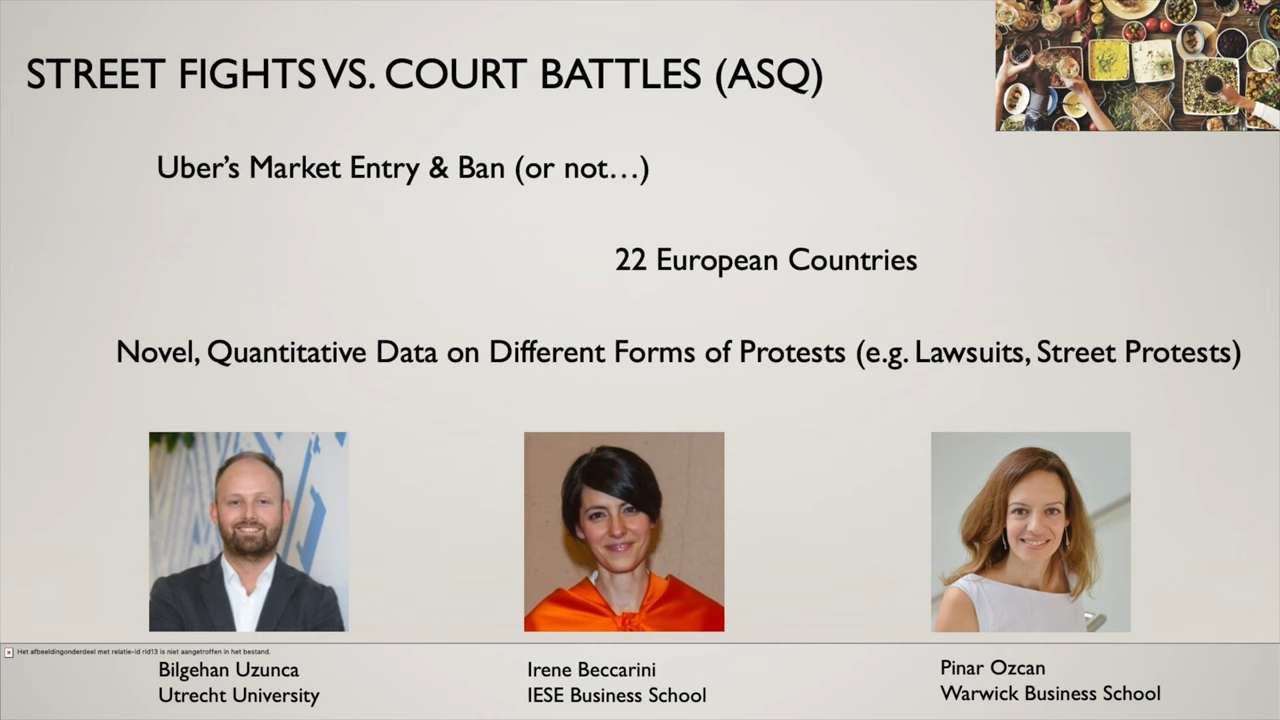 STREET FIGHTS VS. COURT BATTLES (ASQ)
Uber's Market Entry & Ban (or not…)
22 European Countries
Novel, Quantitative Data on Different Forms of Protests (e.g. Lawsuits, Street Protests)
Het afbeeldingonderdeel met relatie-id rId13 is niet aangetroffen in het bestand.
Bilgehan Uzunca
Utrecht University
Irene Beccarini
IESE Business School
Pinar Ozcan
Warwick Business School